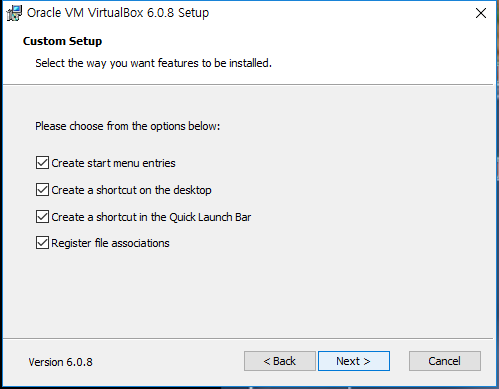 Oracle VM VirtualBox 6.0.8 Setup
Custom Setup
Select the way you want features to be installed.
Please choose from the options below:
Create start menu entries
Create a shortcut on the desktop
Create a shortcut in the Quick Launch Bar
Register file associations
Version 6.0.8
< Back
Next >
Cancel